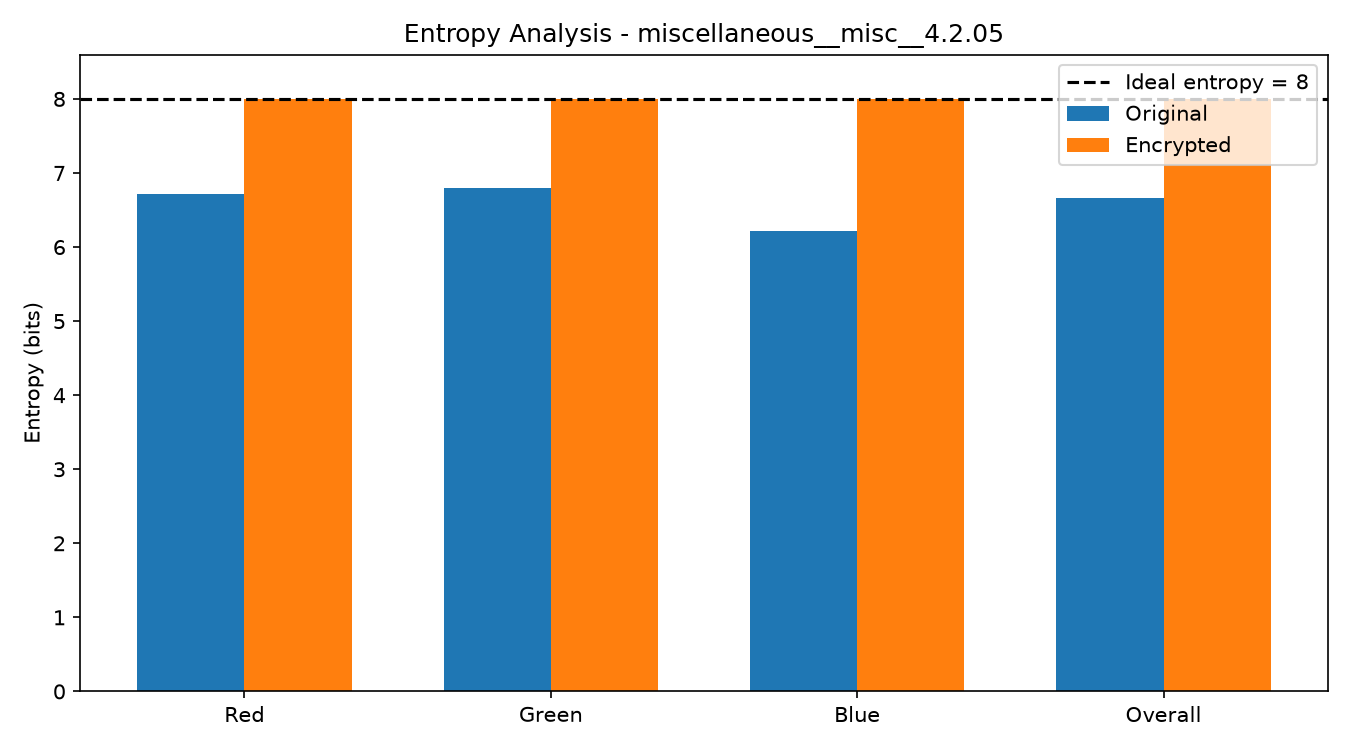 Entropy Analysis - miscellaneous__misc__4.2.05
Ideal entropy = 8
Original
Encrypted
Entropy (bits)
8
7
6
5
4
3
2
1
0
Red Green Blue Overall